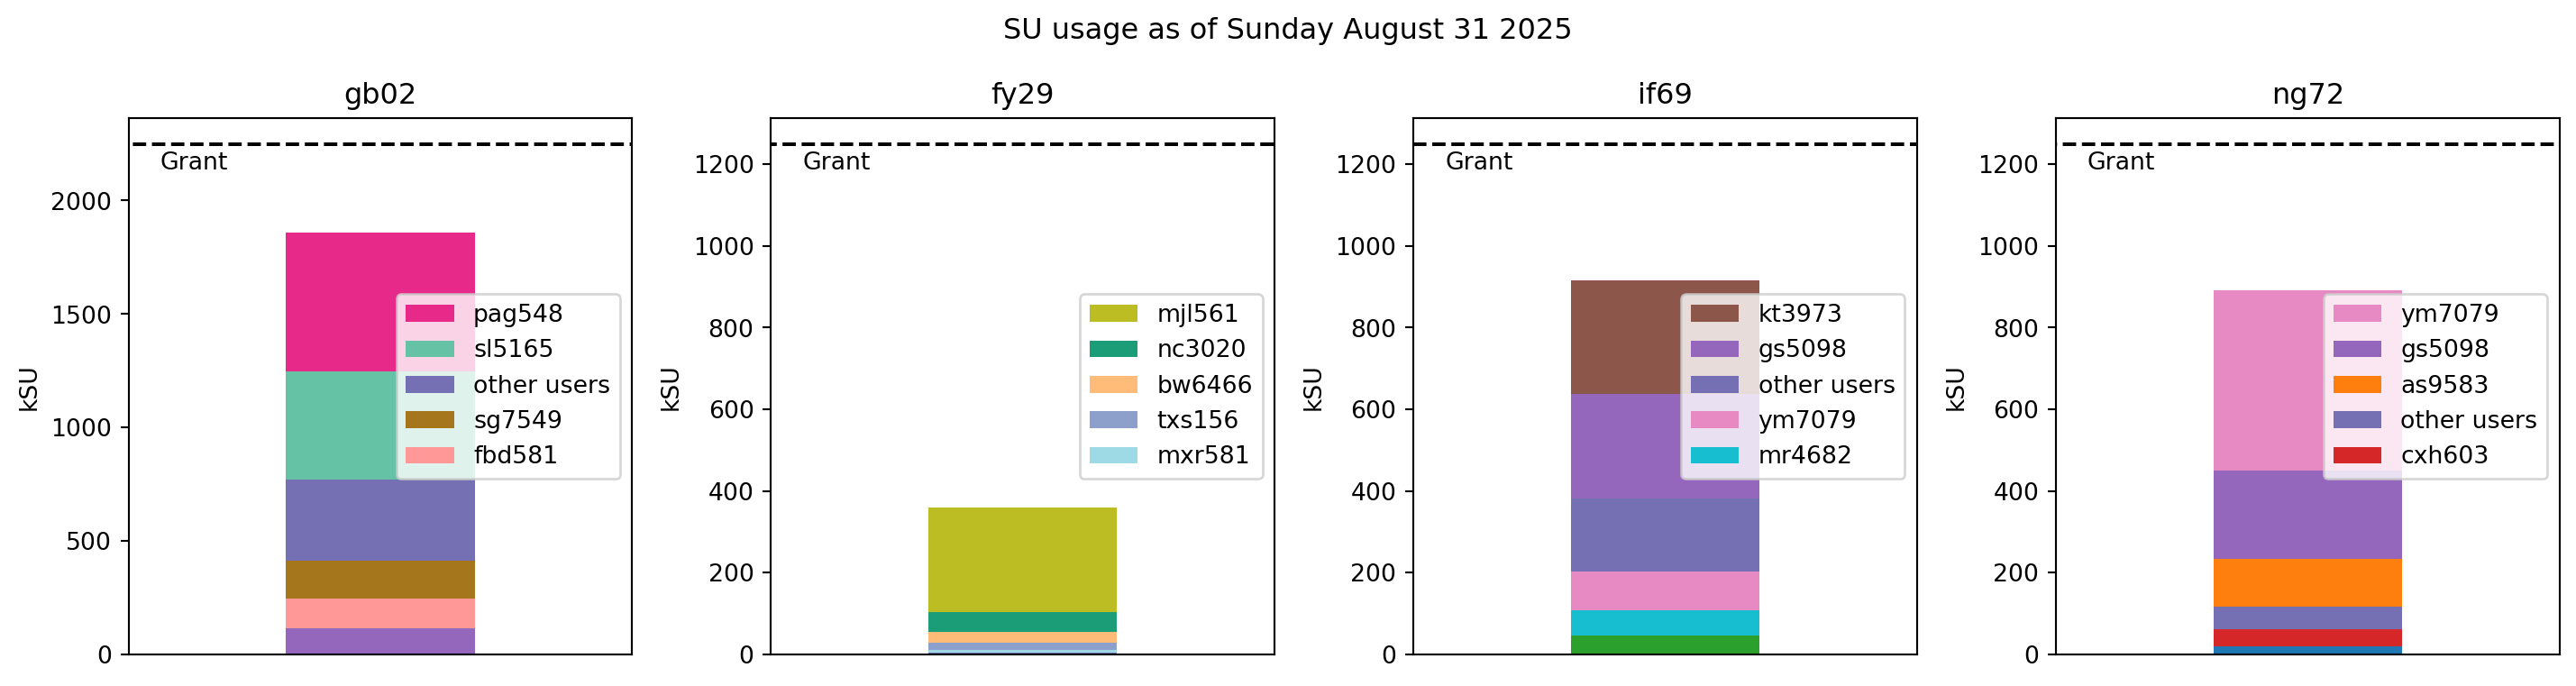 SU usage as of Sunday August 31 2025
gb02
kSU
2000
1500
1000
500
0
Grant
pag548
sl5165
other users
sg7549
fbd581
fy29
kSU
1200
1000
800
600
400
200
0
Grant
mjl561
nc3020
bw6466
txs156
mxr581
if69
kSU
1200
1000
800
600
400
200
0
Grant
kt3973
gs5098
other users
ym7079
mr4682
ng72
kSU
1200
1000
800
600
400
200
0
Grant
ym7079
gs5098
as9583
other users
cxh603